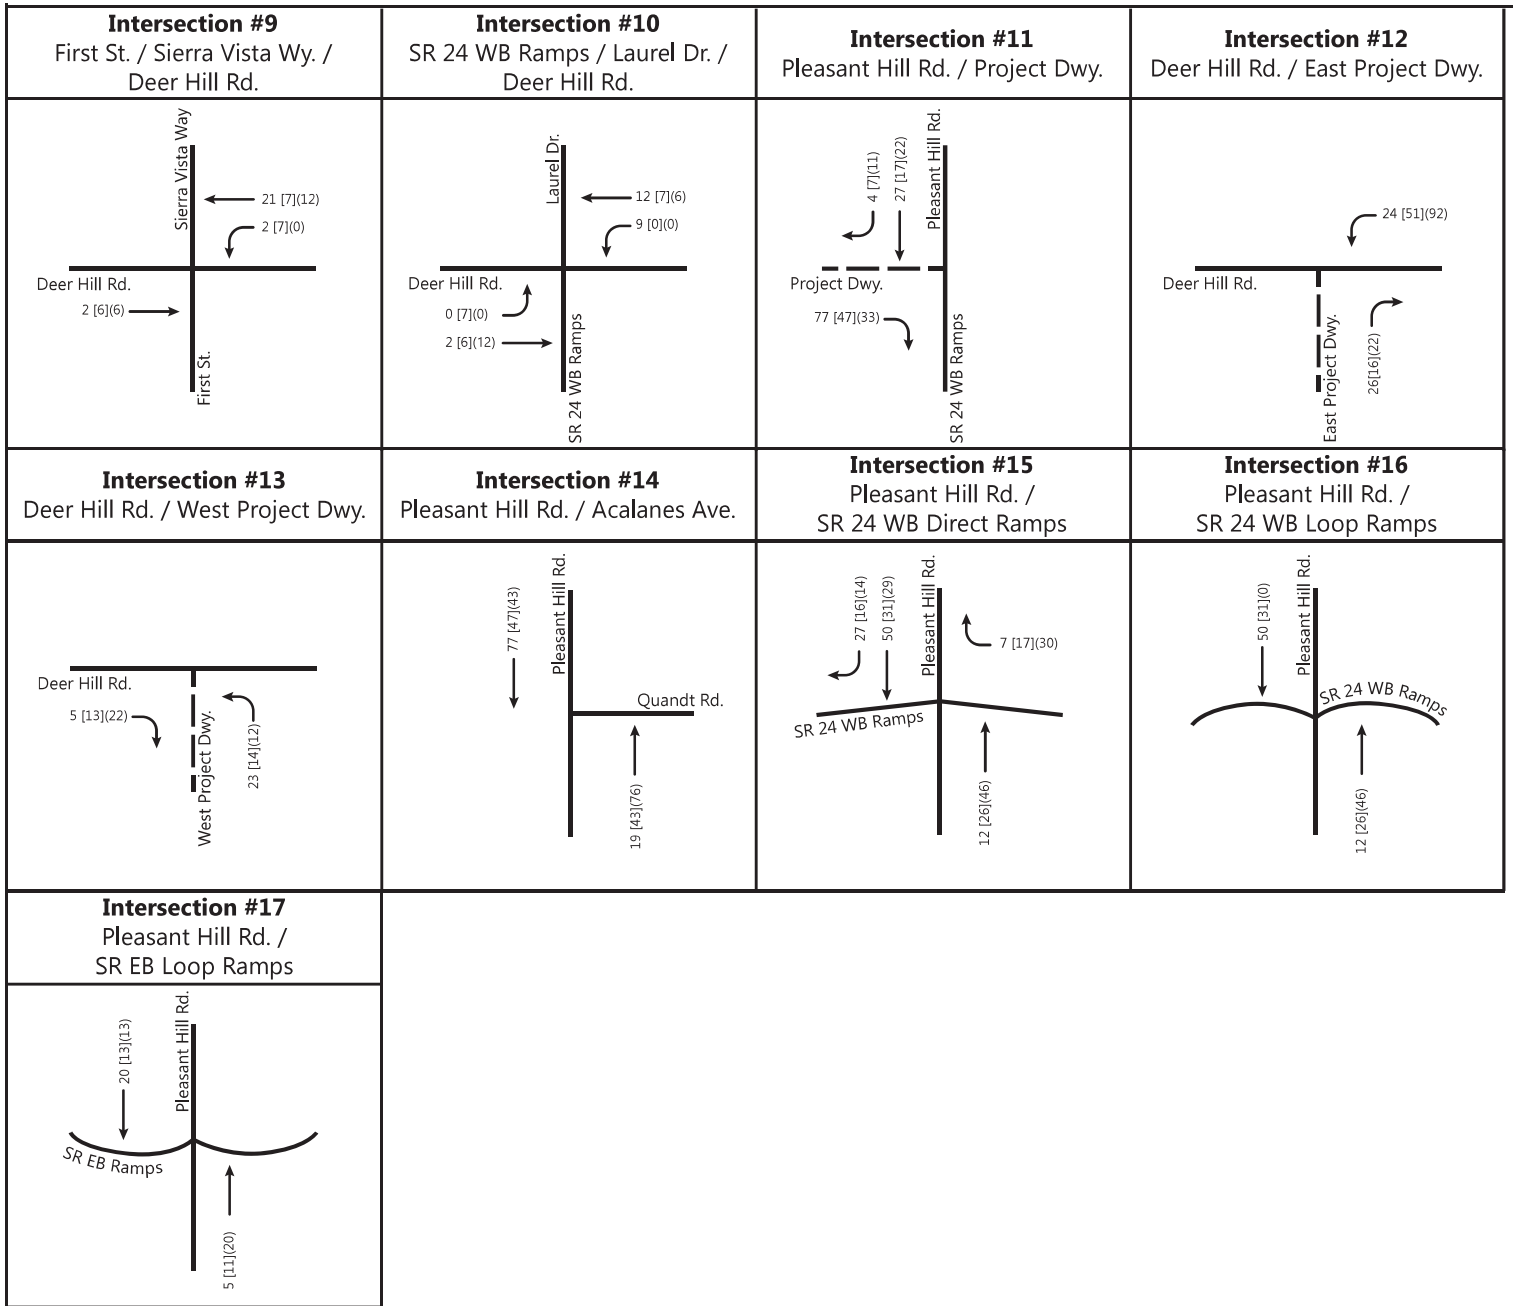 Intersection #9
First St. / Sierra Vista Wy. /
Deer Hill Rd.
Sierra Vista Way
21 [7](12)
2 [7](0)
Deer Hill Rd.
2 [6](6)
First St.
Intersection #10
SR 24 WB Ramps / Laurel Dr. /
Deer Hill Rd.
Laurel Dr.
12 [7](6)
9 [0](0)
Deer Hill Rd.
0 [7](0)
2 [6](12)
SR 24 WB Ramps
Intersection #11
Pleasant Hill Rd. / Project Dwy.
4 [7](11)
27 [17](22)
Pleasant Hill Rd.
Project Dwy.
77 [47](33)
SR 24 WB Ramps
Intersection #12
Deer Hill Rd. / East Project Dwy.
24 [51](92)
Deer Hill Rd.
East Project Dwy.
26[16](22)
Intersection #13
Deer Hill Rd. / West Project Dwy.
Deer Hill Rd.
5 [13](22)
West Project Dwy.
23 [14](12)
Intersection #14
Pleasant Hill Rd. / Acalanes Ave.
77 [47](43)
Pleasant Hill Rd.
Quandt Rd.
19 [43](76)
Intersection #15
Pleasant Hill Rd. /
SR 24 WB Direct Ramps
27 [16](14)
50 [31](29)
Pleasant Hill Rd.
7 [17](30)
SR 24 WB Ramps
12 [26](46)
Intersection #16
Pleasant Hill Rd. /
SR 24 WB Loop Ramps
50 [31](0)
Pleasant Hill Rd.
SR 24 WB Ramps
12 [26](46)
Intersection #17
Pleasant Hill Rd. /
SR EB Loop Ramps
20 [13](13)
Pleasant Hill Rd.
SR EB Ramps
5 [11](20)